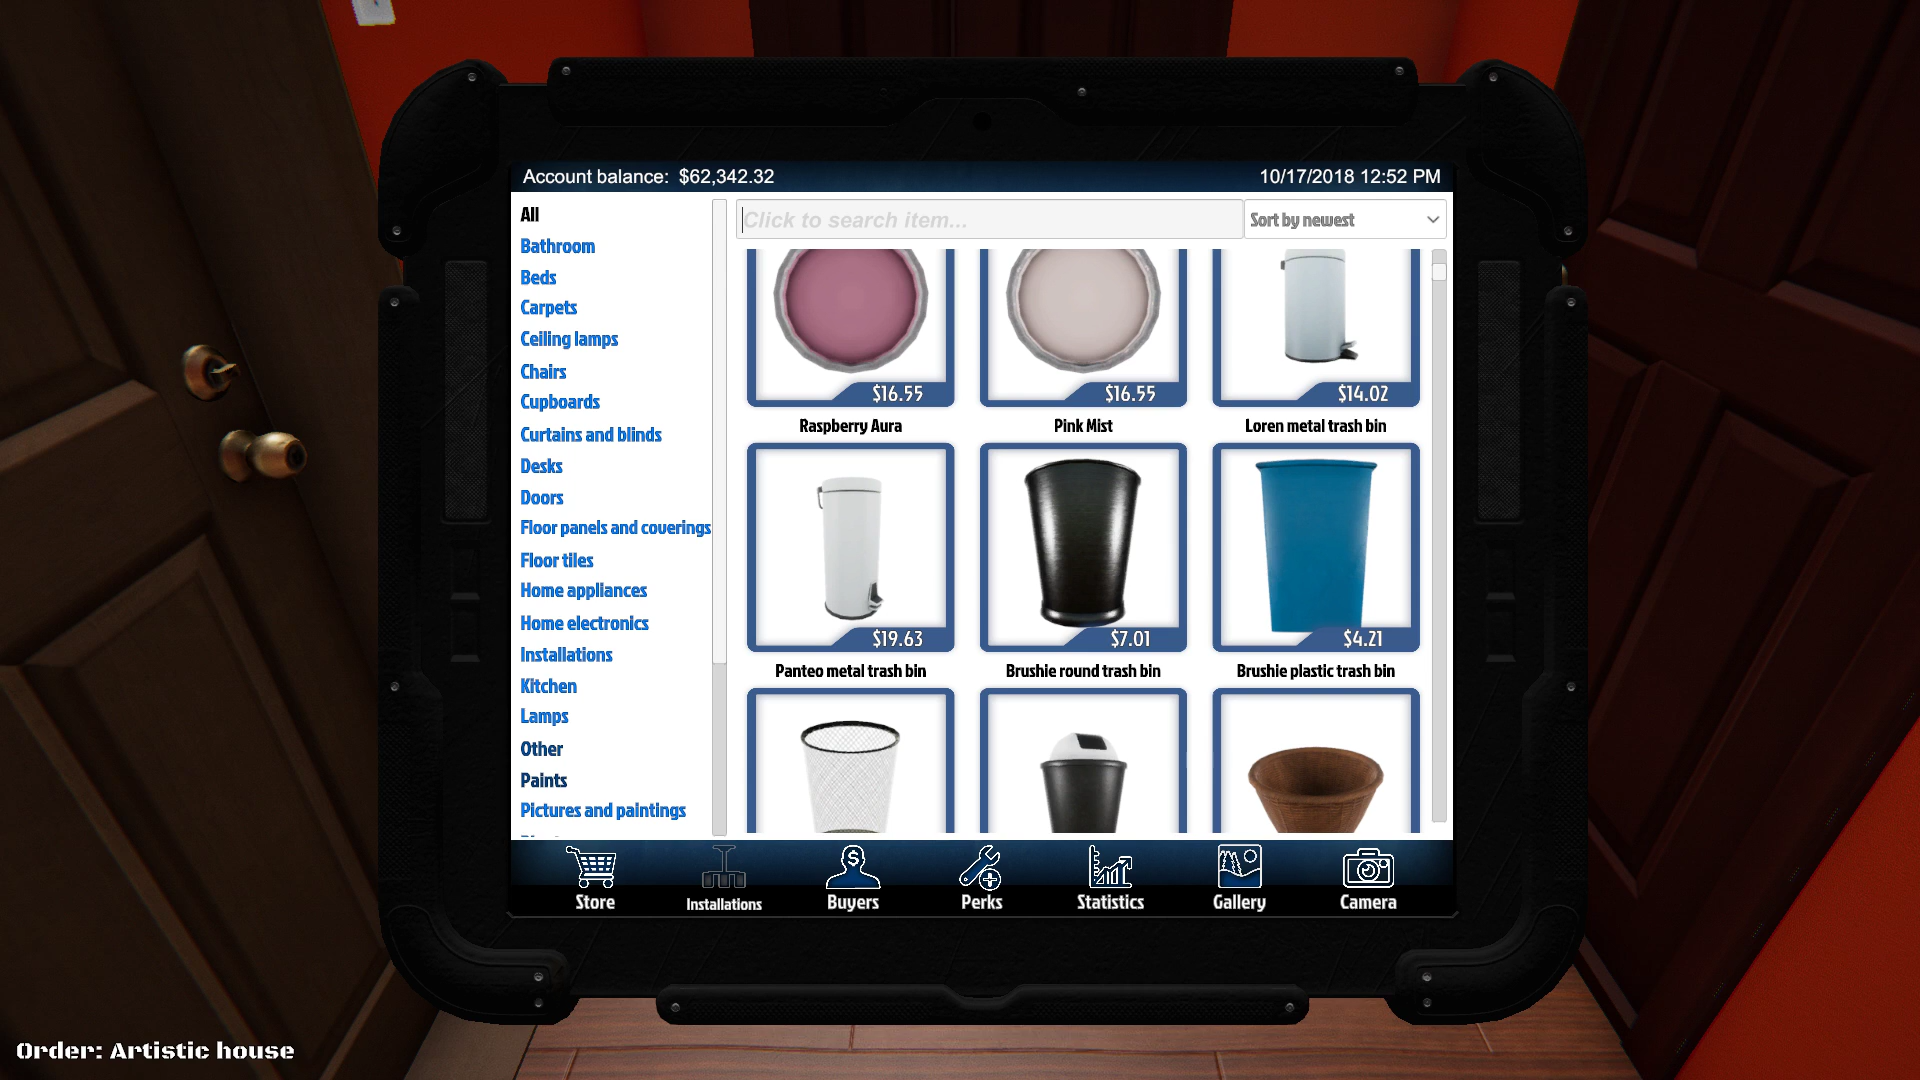 Account balance: $62,342.32
10/17/2018 12:52 PM
All
Bathroom
Beds
Carpets
Ceiling lamps
Chairs
Cupboards
Curtains and blinds
Desks
Doors
Floor panels and coverings
Floor tiles
Home appliances
Home electronics
Installations
Kitchen
Lamps
Other
Paints
Pictures and paintings
Click to search item...
Sort by newest
$16.55
$16.55
$14.02
Raspberry Aura
Pink Mist
Loren metal trash bin
$19.63
$7.01
$4.21
Panteo metal trash bin
Brushie round trash bin
Brushie plastic trash bin
Store
Installations
Buyers
Perks
Statistics
Gallery
Camera
Order: Artistic house